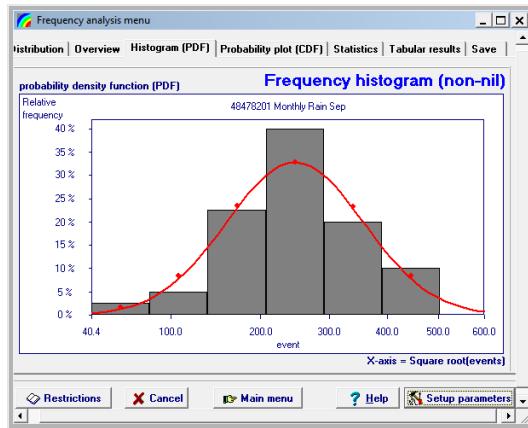 Frequency analysis menu
istribution Overview Histogram (PDF) Probability plot (CDF) Statistics Tabular results Save
Frequency histogram (non-nil)
probability density function (PDF)
Relative
frequency
48478201 Monthly Rain Sep
40 %
35 %
30 %
25 %
20 %
15 %
10 %
5 %
0 %
40.4 100.0 200.0 300.0 400.0 500.0 600.0
event
X-axis = Square root(events)
Restrictions Cancel Main menu Help Setup parameters